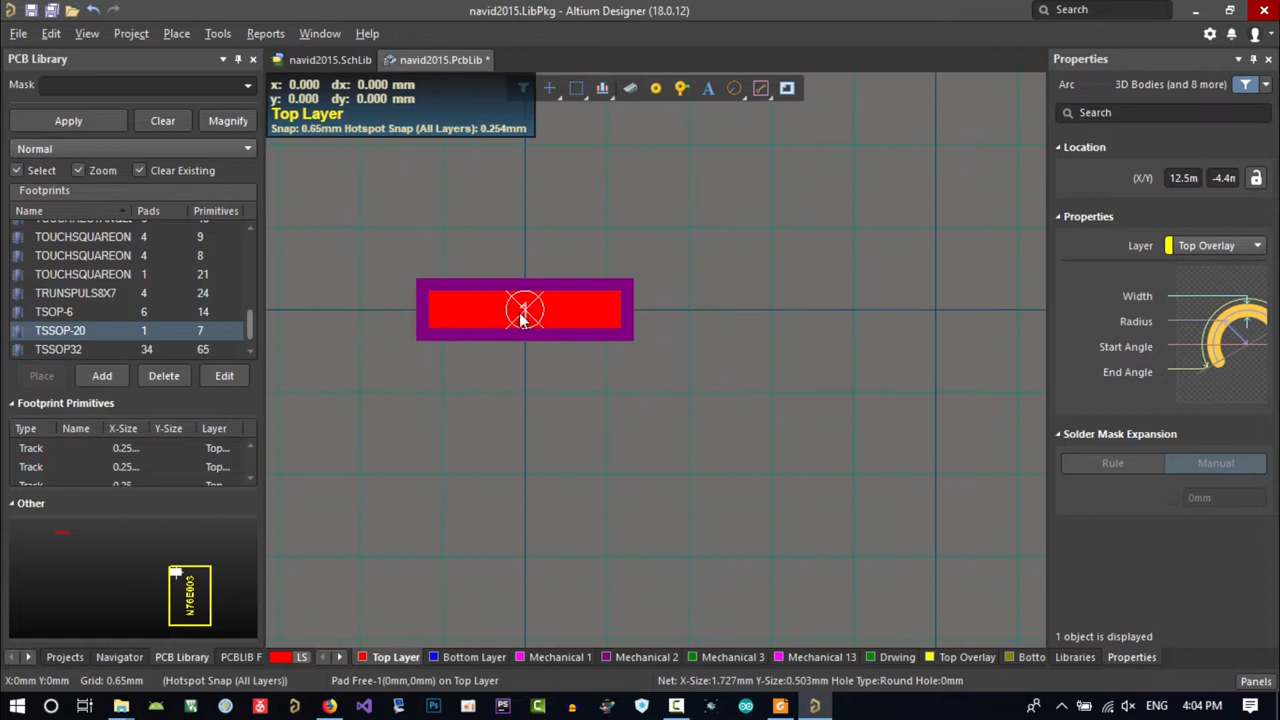 navid2015.LibPkg - Altium Designer (18.0.12)
Search
File Edit View Project Place Tools Reports Window Help
PCB Library
navid2015.SchLib
navid2015.PcbLib *
Properties
Mask
x: 0.000 dx: 0.000 mm
y: 0.000 dy: 0.000 mm
Top Layer
Snap: 0.65mm Hotspot Snap (All Layers): 0.254mm
Arc
3D Bodies (and 8 more)
Search
Apply Clear Magnify
Normal
Location
Select Zoom Clear Existing
(X/Y) 12.5m -4.4m
Footprints
Name Pads Primitives
Properties
TOUCHSQUAREON 4 9
Layer Top Overlay
TOUCHSQUAREON 4 8
TOUCHSQUAREON 1 21
TRUNSPULS8X7 4 24
Width
TSOP-6 6 14
Radius
TSSOP-20 1 7
Start Angle
TSSOP32 34 65
End Angle
Place Add Delete Edit
Footprint Primitives
Type Name X-Size Y-Size Layer
Solder Mask Expansion
Track 0.25... Top...
Rule Manual
Track 0.25... Top...
0mm
Other
N76E003
1 object is displayed
Projects Navigator PCB Library PCBLIB F
LS
Top Layer Bottom Layer Mechanical 1 Mechanical 2 Mechanical 3 Mechanical 13 Drwing Top Overlay Botto
Libraries Properties
X:0mm Y:0mm Grid: 0.65mm (Hotspot Snap (All Layers)) Pad Free-1(0mm,0mm) on Top Layer Net: X-Size:1.727mm Y-Size:0.503mm Hole Type:Round Hole:0mm Panels
ENG 4:04 PM